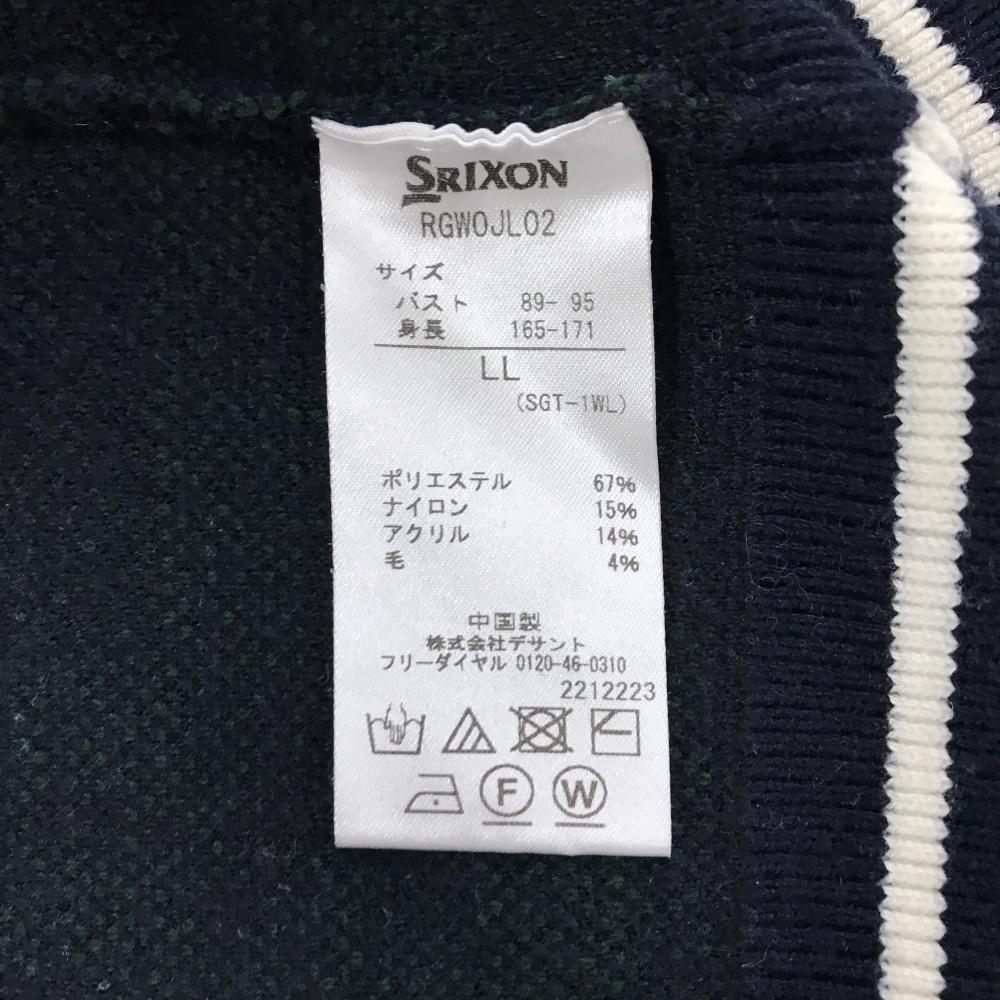 SRIXON
RGWOJL02
サイズ
バスト 89- 95
身長 165-171
LL
(SGT-1WL)
ポリエステル 67%
ナイロン 15%
アクリル 14%
毛 4%
中国製
株式会社デサント
フリーダイヤル 0120-46-0310
2212223
F W